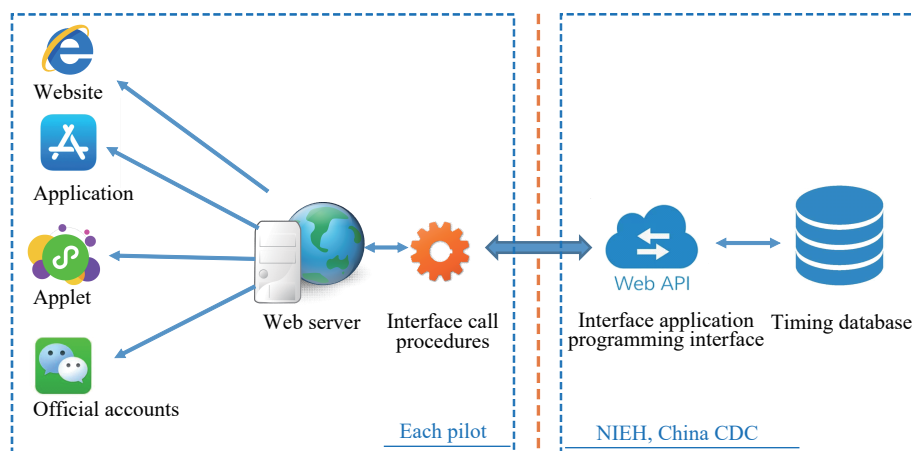 Website
Application
Applet
Official accounts
Web server
Interface call
procedures
Each pilot
Web API
Interface application
programming interface
Timing database
NIEH, China CDC